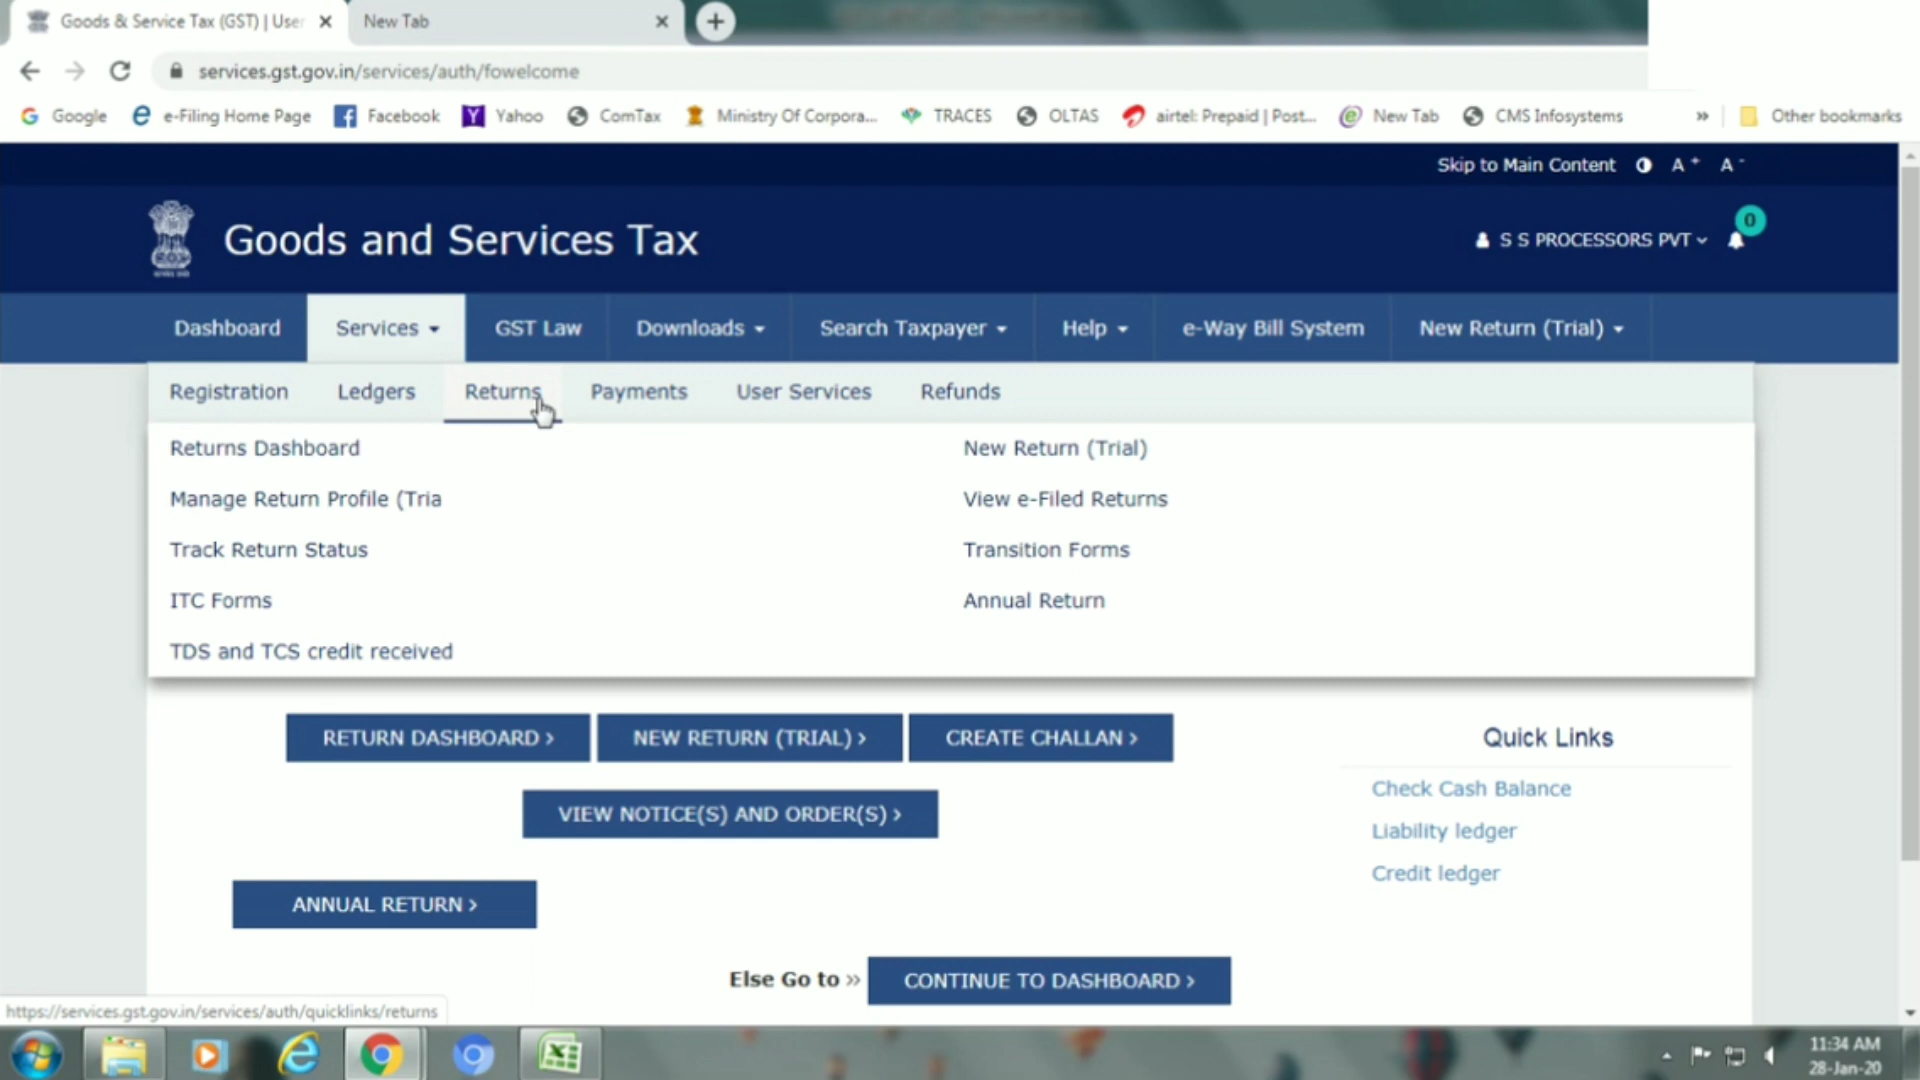 Goods & Service Tax (GST) | User
New Tab
services.gst.gov.in/services/auth/fowelcome
Google
e-Filing Home Page
Facebook
Yahoo
ComTax
Ministry Of Corpora...
TRACES
OLTAS
airtel: Prepaid | Post...
New Tab
CMS Infosystems
»
Other bookmarks
Skip to Main Content
A+
A-
Goods and Services Tax
S S PROCESSORS PVT
0
Dashboard
Services
GST Law
Downloads
Search Taxpayer
Help
e-Way Bill System
New Return (Trial)
Registration
Ledgers
Returns
Payments
User Services
Refunds
Returns Dashboard
New Return (Trial)
Manage Return Profile (Tria
View e-Filed Returns
Track Return Status
Transition Forms
ITC Forms
Annual Return
TDS and TCS credit received
RETURN DASHBOARD >
NEW RETURN (TRIAL) >
CREATE CHALLAN >
Quick Links
Check Cash Balance
VIEW NOTICE(S) AND ORDER(S) >
Liability ledger
Credit ledger
ANNUAL RETURN >
Else Go to »
CONTINUE TO DASHBOARD >
https://services.gst.gov.in/services/auth/quicklinks/returns
11:34 AM
28-Jan-20